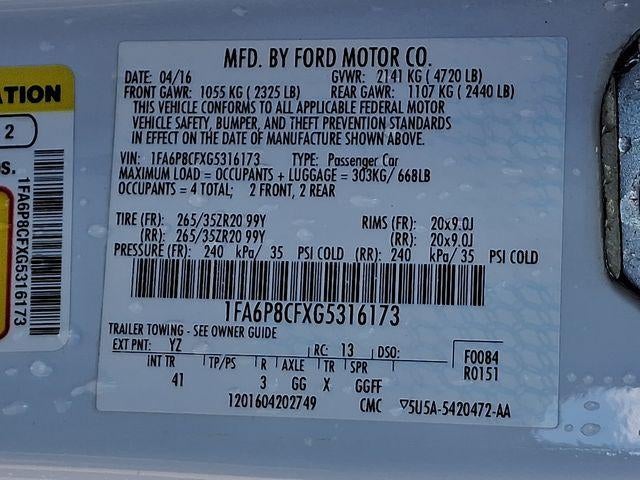 MFD. BY FORD MOTOR CO.
DATE: 04/16 GVWR: 2141 KG ( 4720 LB)
FRONT GAWR: 1055 KG ( 2325 LB) REAR GAWR: 1107 KG ( 2440 LB)
THIS VEHICLE CONFORMS TO ALL APPLICABLE FEDERAL MOTOR
VEHICLE SAFETY, BUMPER, AND THEFT PREVENTION STANDARDS
IN EFFECT ON THE DATE OF MANUFACTURE SHOWN ABOVE.
VIN: 1FA6P8CFXG5316173 TYPE: Passenger Car
MAXIMUM LOAD = OCCUPANTS + LUGGAGE = 303KG/ 668LB
OCCUPANTS = 4 TOTAL; 2 FRONT, 2 REAR
TIRE (FR): 265/35ZR20 99Y RIMS (FR): 20x9.0J
(RR): 265/35ZR20 99Y (RR): 20x9.0J
PRESSURE (FR): 240 kPa/ 35 PSI COLD (RR): 240 kPa/ 35 PSI COLD
1FA6P8CFXG5316173
TRAILER TOWING - SEE OWNER GUIDE
EXT PNT: YZ RC: 13 DSO: F0084
INT TR TP/PS R AXLE TR SPR R0151
41 3 GG X GGFF
1201604202749 CMC ▽5U5A-5420472-AA
ATION
2
S.
1FA6P8CFXG5316173